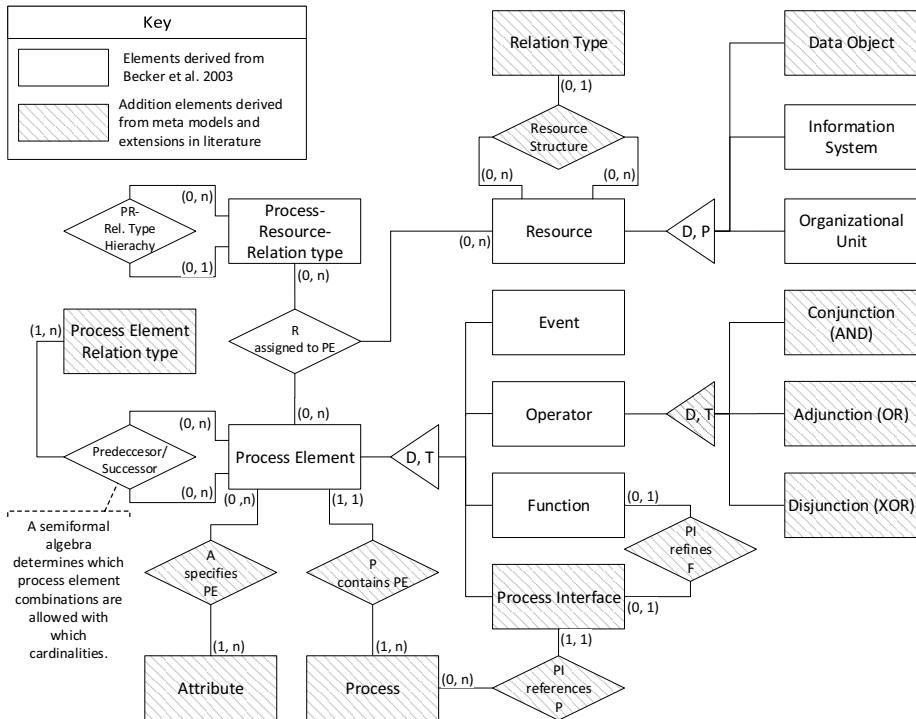 Key
Elements derived from
Becker et al. 2003
Addition elements derived
from meta models and
extensions in literature
Relation Type
(0, 1)
Resource
Structure
(0, n)
(0, n)
Data Object
Information
System
Organizational
Unit
D, P
Resource
(0, n)
PR-
Rel. Type
Hierachy
(0, n)
(0, 1)
Process-
Resource-
Relation type
(0, n)
R
assigned to PE
(0, n)
(1, n)
Process Element
Relation type
Predeccesor/
Successor
(0, n)
(0, n)
Process Element
D, T
Event
Operator
Function
Process Interface
D, T
Conjunction
(AND)
Adjunction (OR)
Disjunction (XOR)
(0, 1)
PI
refines
F
(0, 1)
A semiformal
algebra
determines which
process element
combinations are
allowed with
which
cardinalities.
(0 ,n)
A
specifies
PE
(1, n)
Attribute
(1, 1)
P
contains PE
(1, n)
Process
(0, n)
(1, 1)
PI
references
P